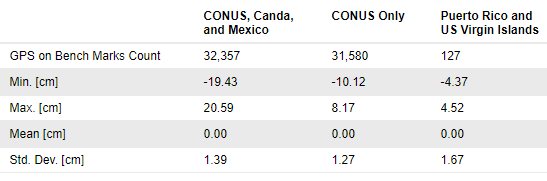 CONUS, Canda, and Mexico CONUS Only Puerto Rico and US Virgin Islands
GPS on Bench Marks Count 32,357 31,580 127
Min. [cm] -19.43 -10.12 -4.37
Max. [cm] 20.59 8.17 4.52
Mean [cm] 0.00 0.00 0.00
Std. Dev. [cm] 1.39 1.27 1.67